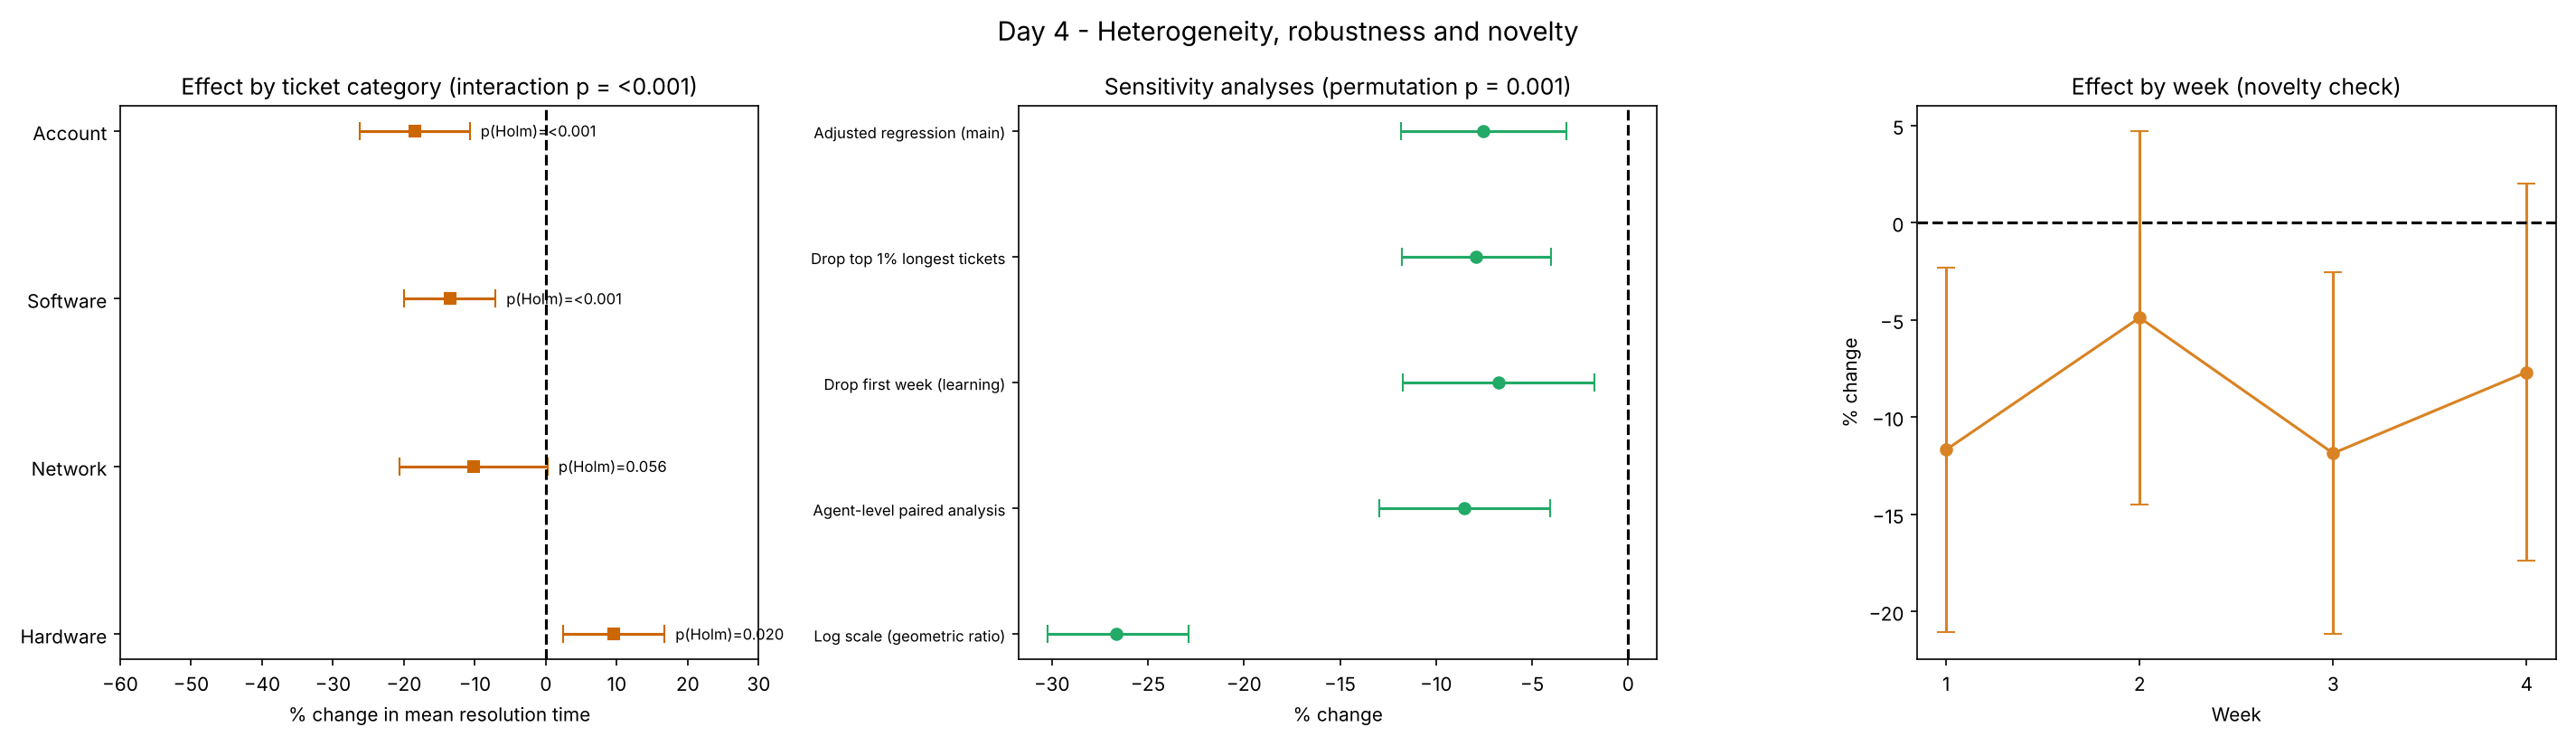 Day 4 - Heterogeneity, robustness and novelty
Effect by ticket category (interaction p = <0.001)
Account
p(Holm)=<0.001
Software
p(Holm)=<0.001
Network
p(Holm)=0.056
Hardware
p(Holm)=0.020
−60 −50 −40 −30 −20 −10 0 10 20 30
% change in mean resolution time
Sensitivity analyses (permutation p = 0.001)
Adjusted regression (main)
Drop top 1% longest tickets
Drop first week (learning)
Agent-level paired analysis
Log scale (geometric ratio)
−30 −25 −20 −15 −10 −5 0
% change
Effect by week (novelty check)
% change
5
0
−5
−10
−15
−20
1 2 3 4
Week